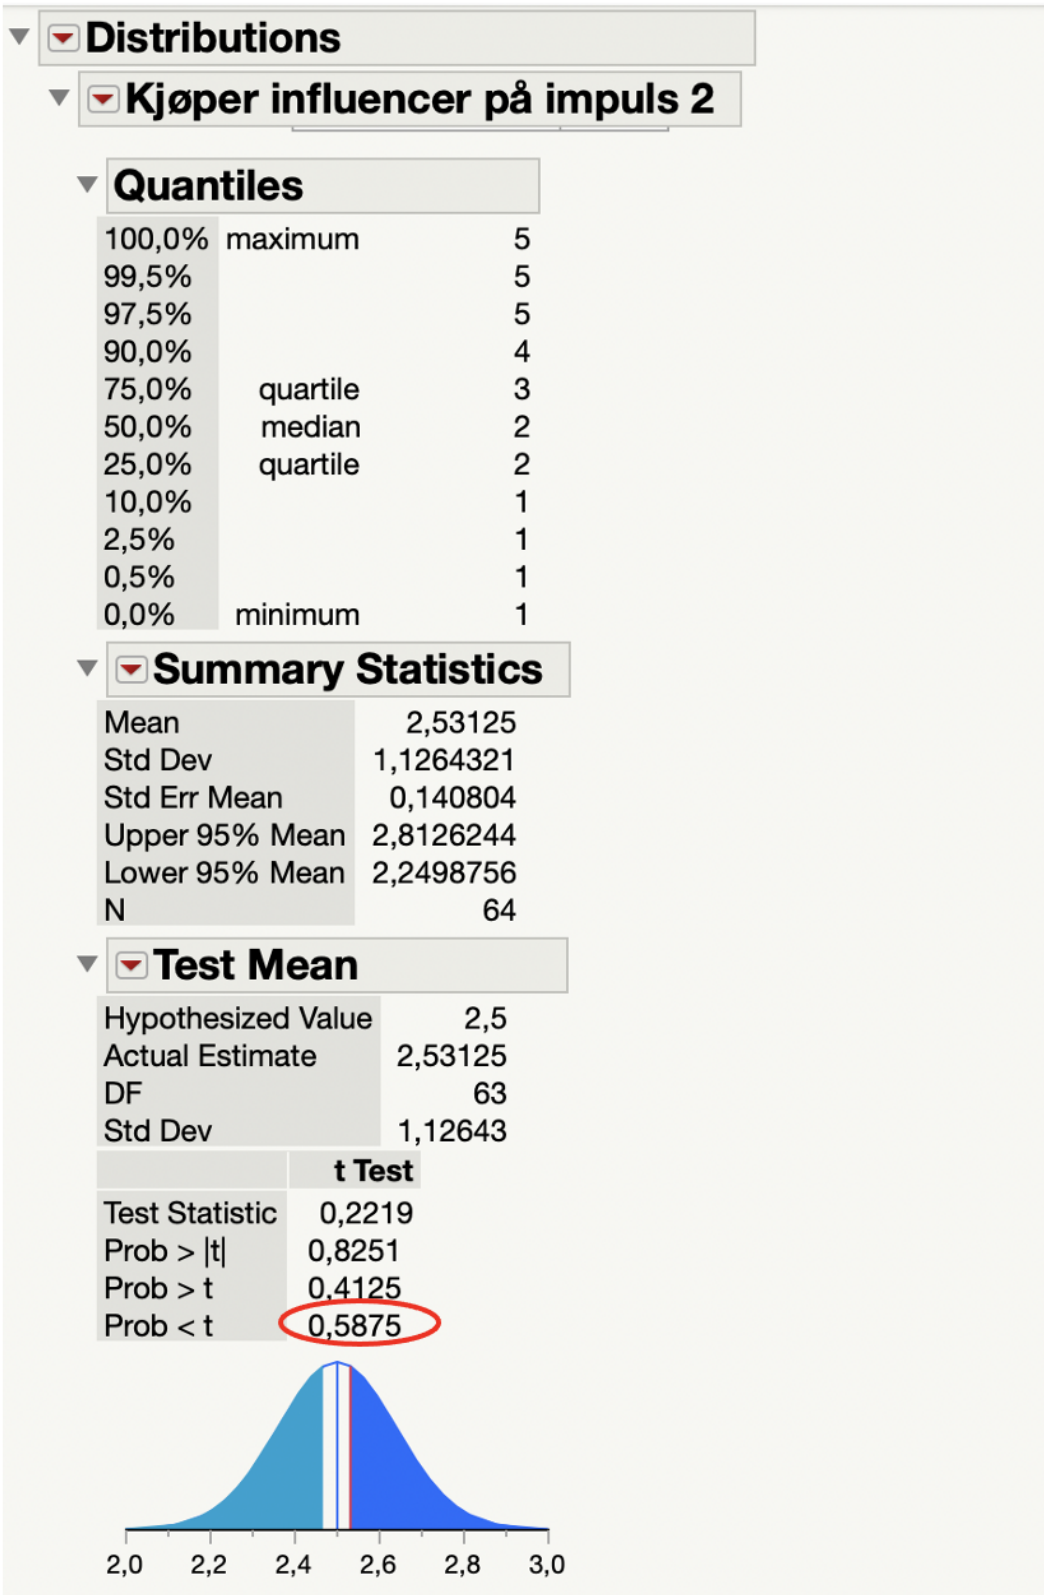 Distributions
Kjøper influencer på impuls 2
Quantiles
100,0% maximum 5
99,5% 5
97,5% 5
90,0% 4
75,0% quartile 3
50,0% median 2
25,0% quartile 2
10,0% 1
2,5% 1
0,5% 1
0,0% minimum 1
Summary Statistics
Mean 2,53125
Std Dev 1,1264321
Std Err Mean 0,140804
Upper 95% Mean 2,8126244
Lower 95% Mean 2,2498756
N 64
Test Mean
Hypothesized Value 2,5
Actual Estimate 2,53125
DF 63
Std Dev 1,12643
t Test
Test Statistic 0,2219
Prob > |t| 0,8251
Prob > t 0,4125
Prob < t 0,5875
2,0 2,2 2,4 2,6 2,8 3,0